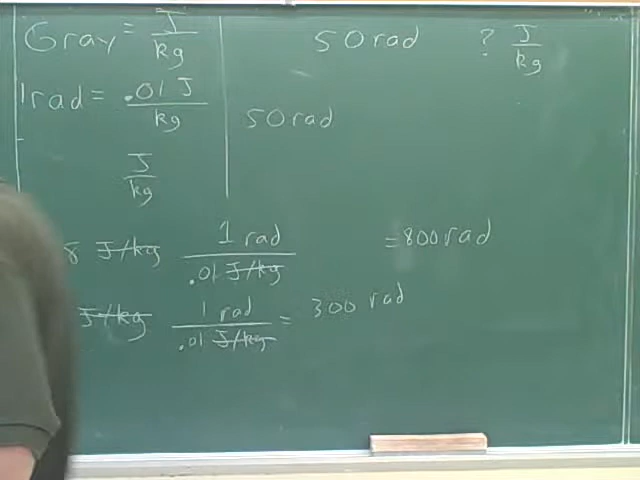 Gray = J/kg
50 rad ? J/kg
1 rad = .01 J/kg
50 rad
J/kg
8 J/kg 1 rad/.01 J/kg = 800 rad
J/kg 1 rad/.01 J/kg = 300 rad